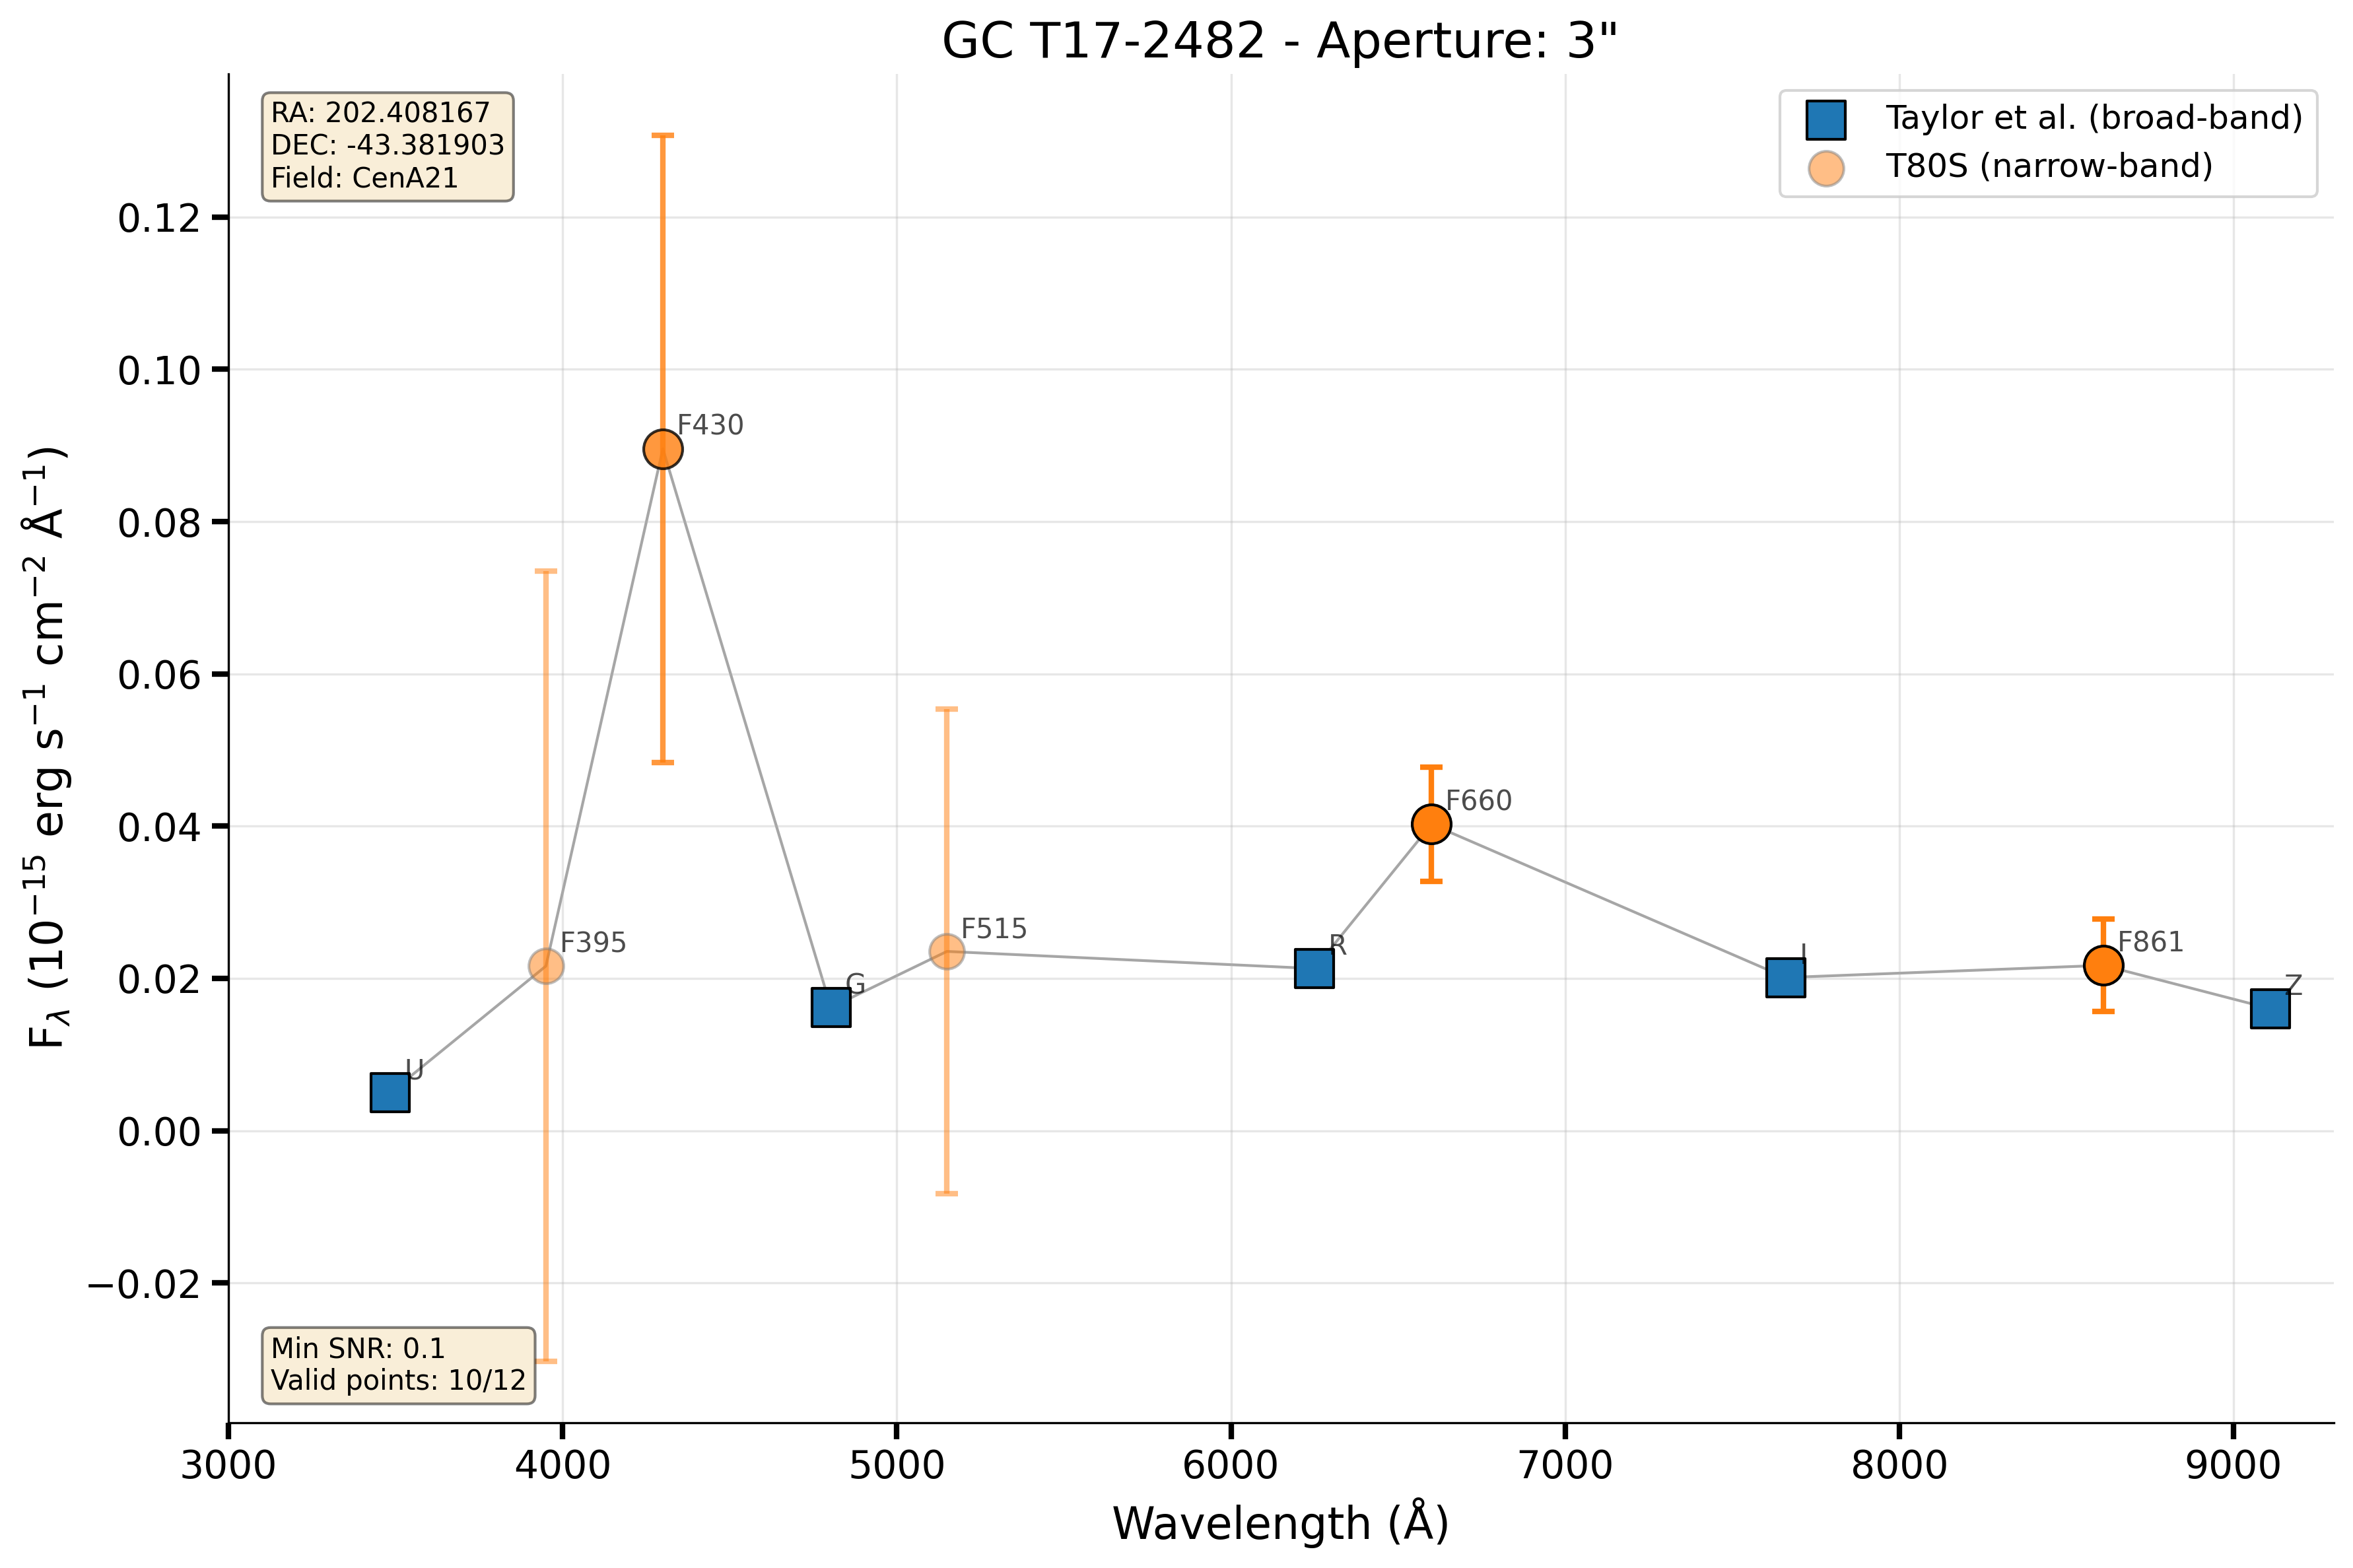 GC T17-2482 - Aperture: 3"
RA: 202.408167
DEC: -43.381903
Field: CenA21
Taylor et al. (broad-band)
T80S (narrow-band)
F_λ (10⁻¹⁵ erg s⁻¹ cm⁻² Å⁻¹)
0.12
0.10
0.08
0.06
0.04
0.02
0.00
−0.02
U
F395
F430
G
F515
R
F660
I
F861
Z
Min SNR: 0.1
Valid points: 10/12
3000 4000 5000 6000 7000 8000 9000
Wavelength (Å)